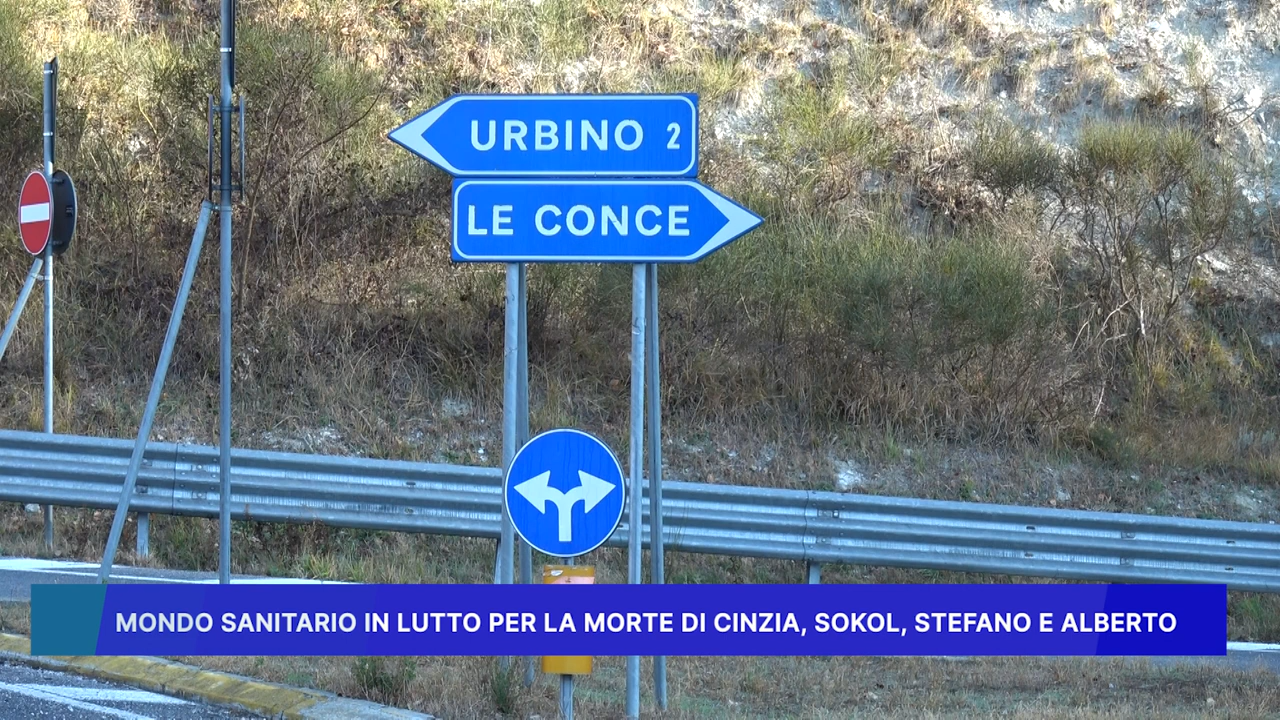 URBINO 2
LE CONCE
MONDO SANITARIO IN LUTTO PER LA MORTE DI CINZIA, SOKOL, STEFANO E ALBERTO